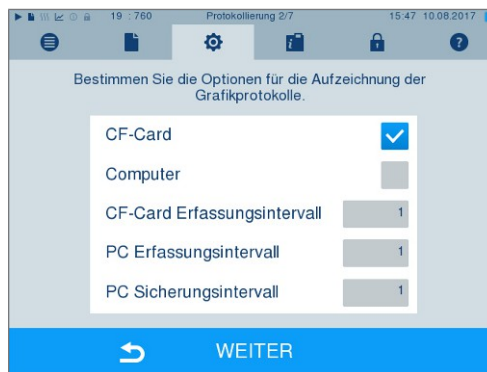 19 : 760 Protokollierung 2/7 15:47 10.08.2017
Bestimmen Sie die Optionen für die Aufzeichnung der
Grafikprotokolle.
CF-Card
Computer
CF-Card Erfassungsintervall 1
PC Erfassungsintervall 1
PC Sicherungsintervall 1
WEITER